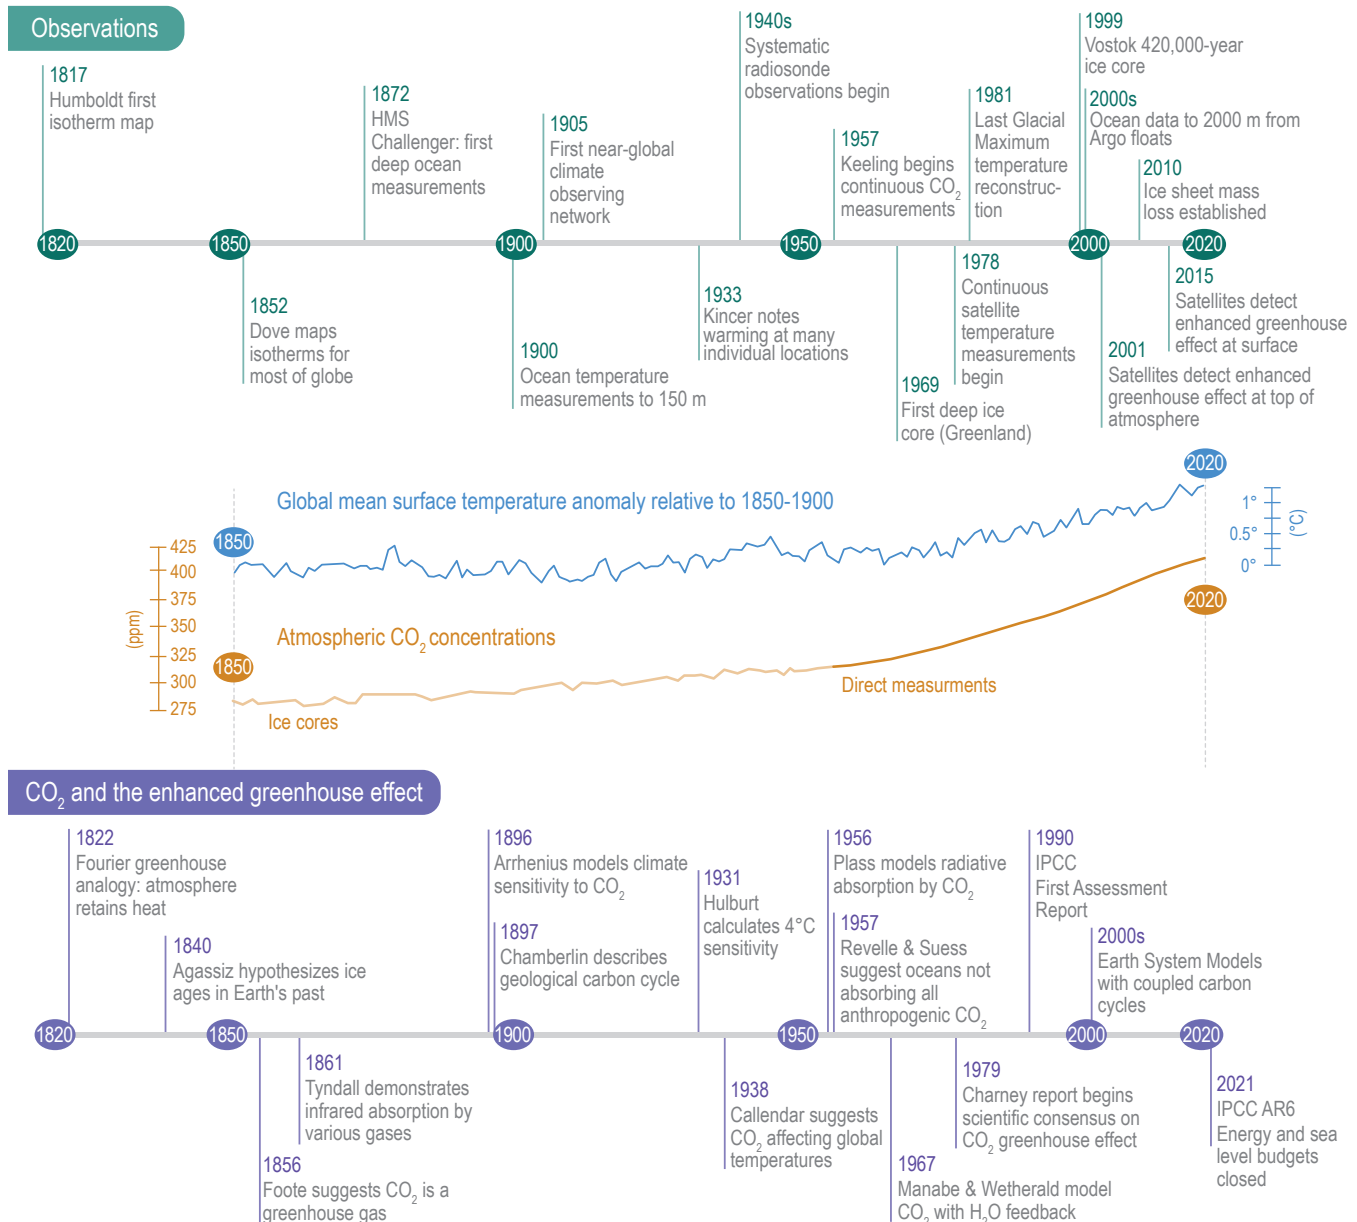 Observations
1817
Humboldt first
isotherm map
1872
HMS
Challenger: first
deep ocean
measurements
1905
First near-global
climate
observing
network
1940s
Systematic
radiosonde
observations begin
1957
Keeling begins
continuous CO₂
measurements
1981
Last Glacial
Maximum
temperature
reconstruc-
tion
1999
Vostok 420,000-year
ice core
2000s
Ocean data to 2000 m from
Argo floats
2010
Ice sheet mass
loss established
1820 1850 1900 1950 2000 2020
1852
Dove maps
isotherms for
most of globe
1900
Ocean temperature
measurements to 150 m
1933
Kincer notes
warming at many
individual locations
1969
First deep ice
core (Greenland)
1978
Continuous
satellite
temperature
measurements
begin
2001
Satellites detect enhanced
greenhouse effect at top of
atmosphere
2015
Satellites detect
enhanced greenhouse
effect at surface
Global mean surface temperature anomaly relative to 1850-1900
1850
2020
1°
0.5°
0°
(°C)
425
400
375
350
325
300
275
(ppm)
Atmospheric CO₂ concentrations
1850
2020
Ice cores
Direct measurments
CO₂ and the enhanced greenhouse effect
1822
Fourier greenhouse
analogy: atmosphere
retains heat
1840
Agassiz hypothesizes ice
ages in Earth's past
1896
Arrhenius models climate
sensitivity to CO₂
1897
Chamberlin describes
geological carbon cycle
1931
Hulburt
calculates 4°C
sensitivity
1956
Plass models radiative
absorption by CO₂
1957
Revelle & Suess
suggest oceans not
absorbing all
anthropogenic CO₂
1990
IPCC
First Assessment
Report
2000s
Earth System Models
with coupled carbon
cycles
1820 1850 1900 1950 2000 2020
1856
Foote suggests CO₂ is a
greenhouse gas
1861
Tyndall demonstrates
infrared absorption by
various gases
1938
Callendar suggests
CO₂ affecting global
temperatures
1967
Manabe & Wetherald model
CO₂ with H₂O feedback
1979
Charney report begins
scientific consensus on
CO₂ greenhouse effect
2021
IPCC AR6
Energy and sea
level budgets
closed